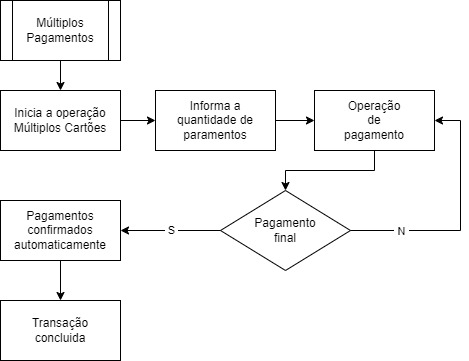 Múltiplos
Pagamentos
Inicia a operação
Múltiplos Cartões
Informa a
quantidade de
paramentos
Operação
de
pagamento
Pagamento
final
S
N
Pagamentos
confirmados
automaticamente
Transação
concluida